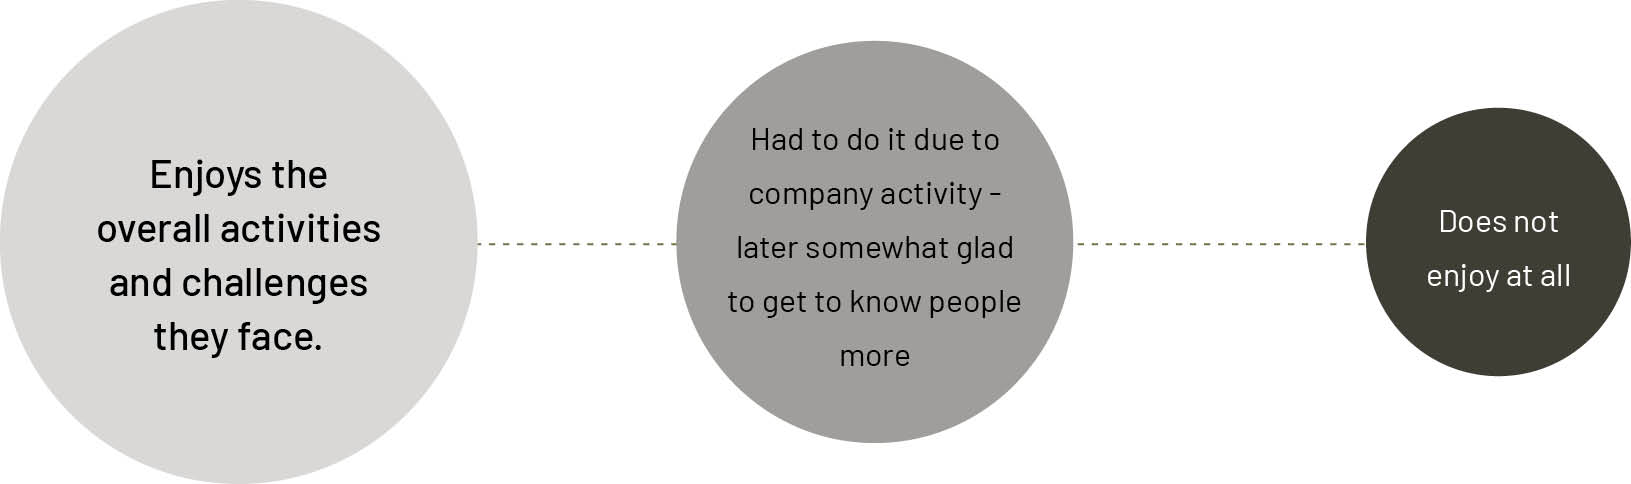 Enjoys the
overall activities
and challenges
they face.
Had to do it due to
company activity -
later somewhat glad
to get to know people
more
Does not
enjoy at all